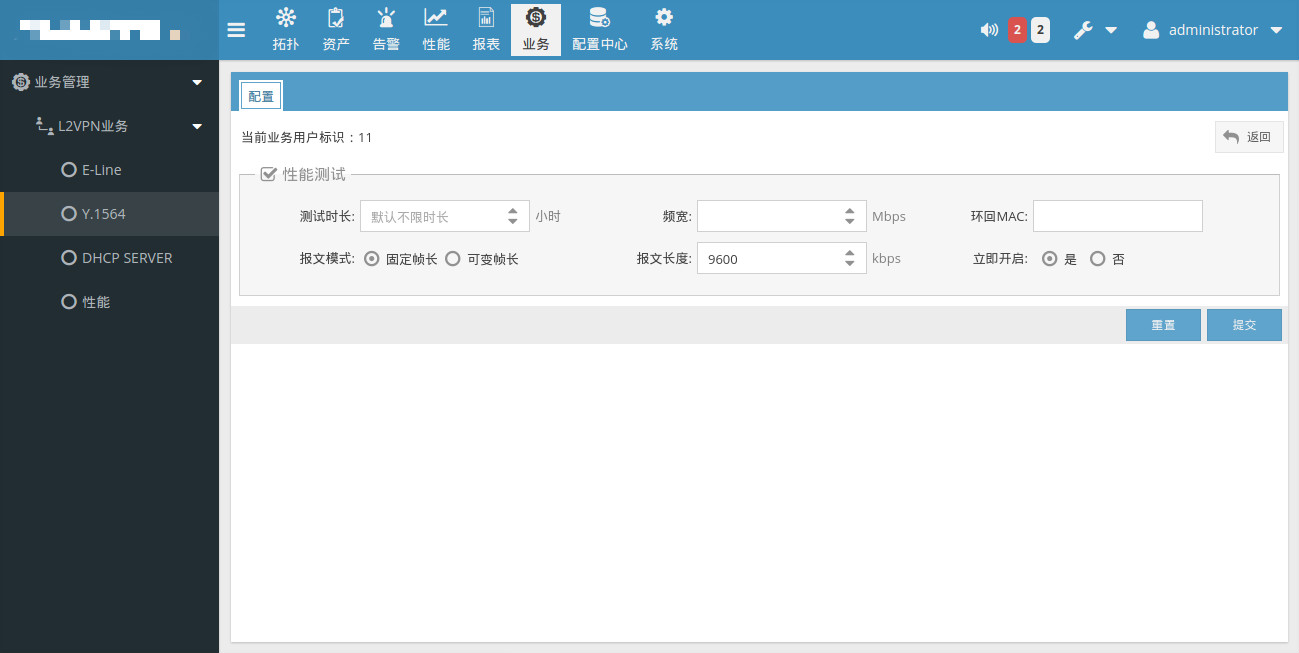 拓扑 资产 告警 性能 报表 业务 配置中心 系统 2 2 administrator
业务管理
L2VPN业务
E-Line
Y.1564
DHCP SERVER
性能
配置
当前业务用户标识：11 返回
性能测试
测试时长: 默认不限时长 小时 频宽: Mbps 环回MAC:
报文模式: 固定帧长 可变帧长 报文长度: 9600 kbps 立即开启: 是 否
重置 提交